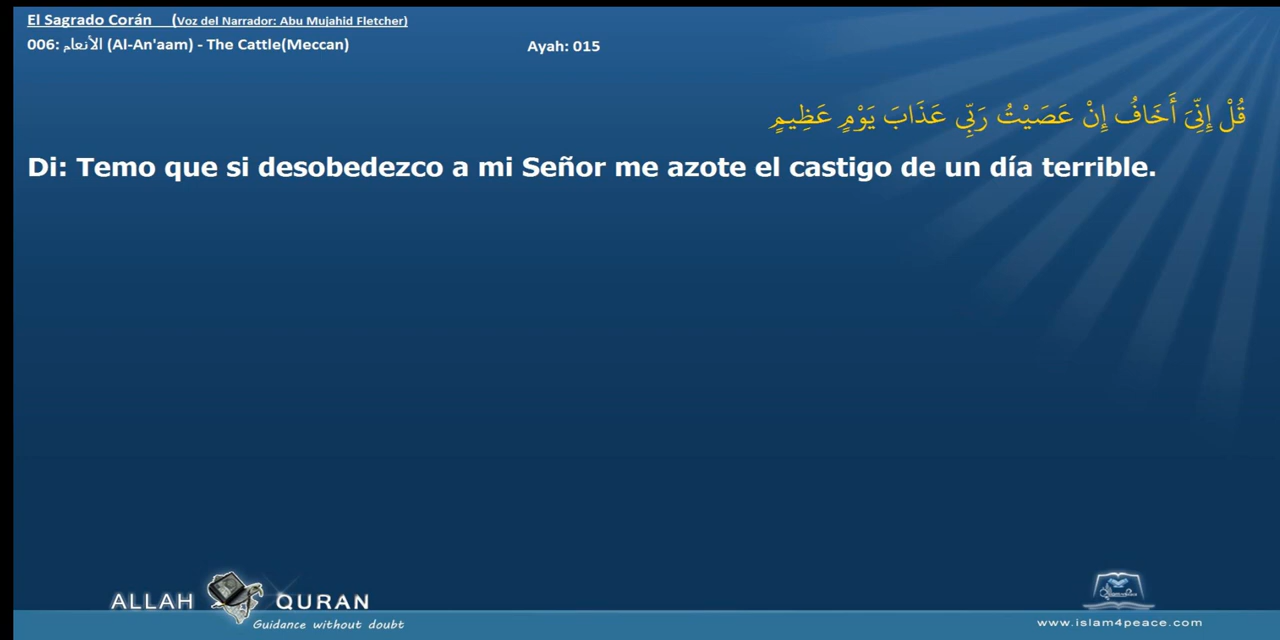 El Sagrado Corán (Voz del Narrador: Abu Mujahid Fletcher)
006: الأنعام (Al-An'aam) - The Cattle(Meccan) Ayah: 015
قُلْ إِنِّىٓ أَخَافُ إِنْ عَصَيْتُ رَبِّى عَذَابَ يَوْمٍ عَظِيمٍ
Di: Temo que si desobedezco a mi Señor me azote el castigo de un día terrible.
ALLAH QURAN
Guidance without doubt
www.islam4peace.com